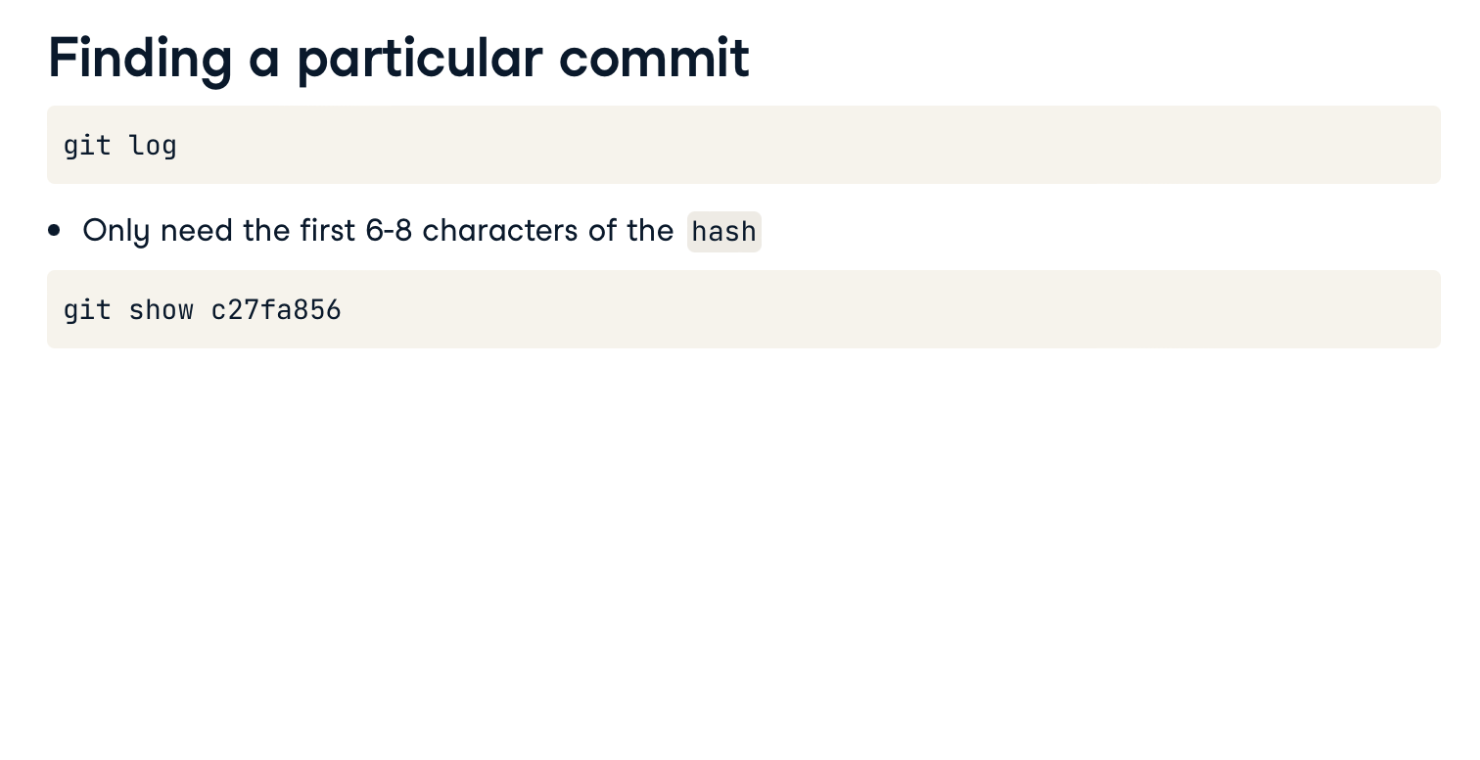 Finding a particular commit
git log
• Only need the first 6-8 characters of the hash
git show c27fa856